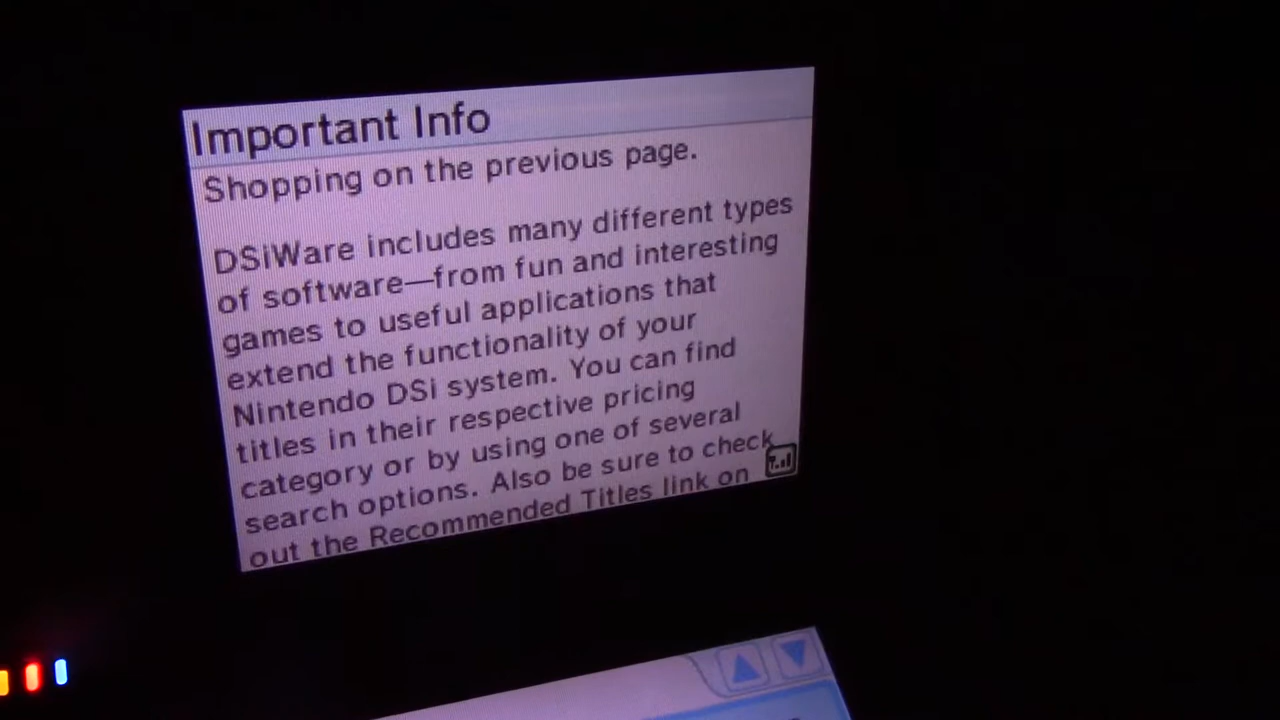 Important Info
Shopping on the previous page.
DSiWare includes many different types
of software—from fun and interesting
games to useful applications that
extend the functionality of your
Nintendo DSi system. You can find
titles in their respective pricing
category or by using one of several
search options. Also be sure to check
out the Recommended Titles link on